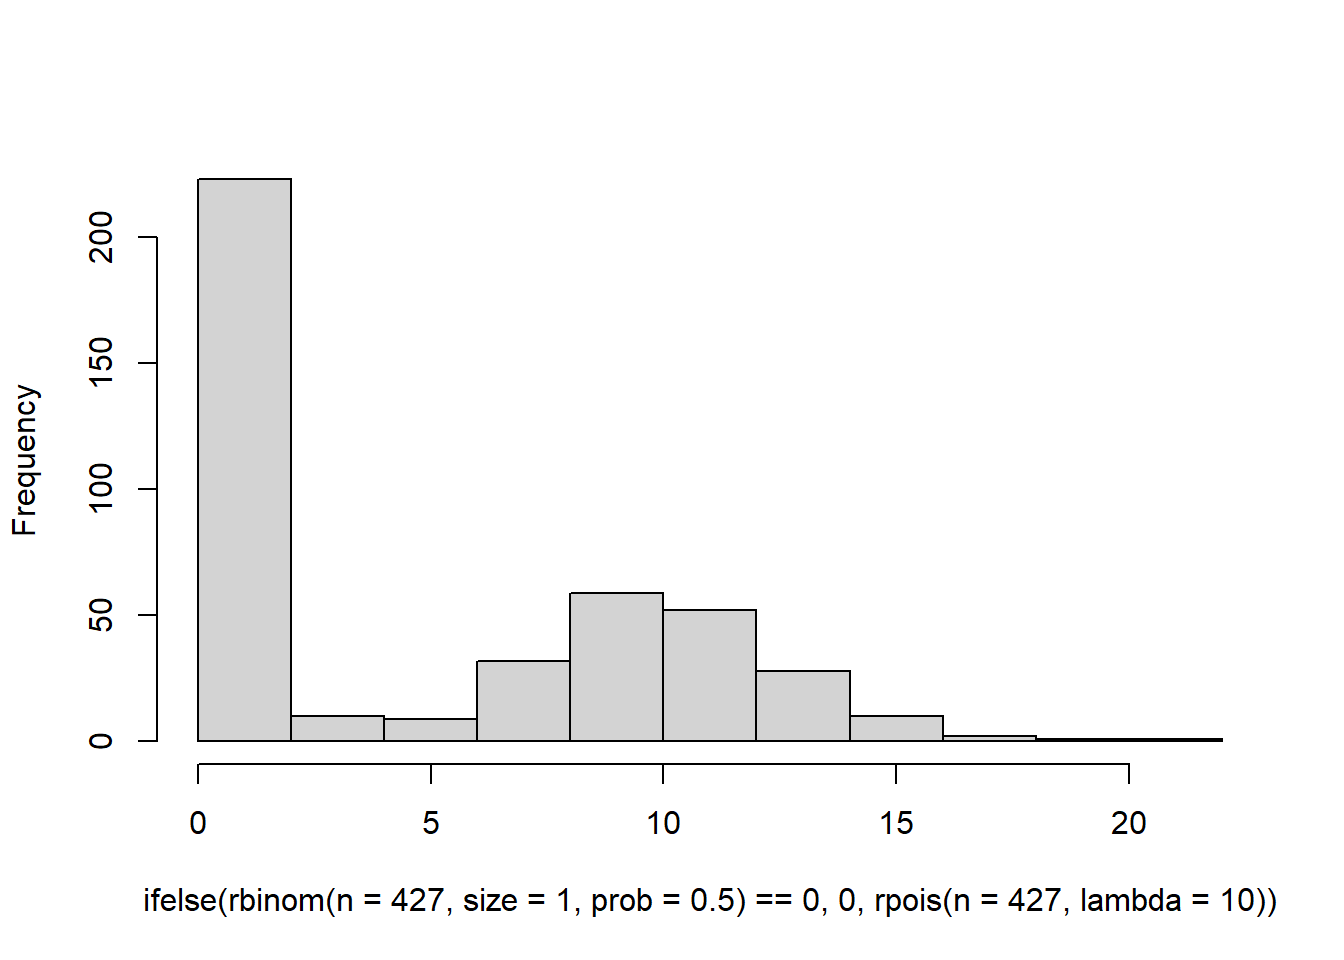 Frequency
200
150
100
50
0
0 5 10 15 20
ifelse(rbinom(n = 427, size = 1, prob = 0.5) == 0, 0, rpois(n = 427, lambda = 10))